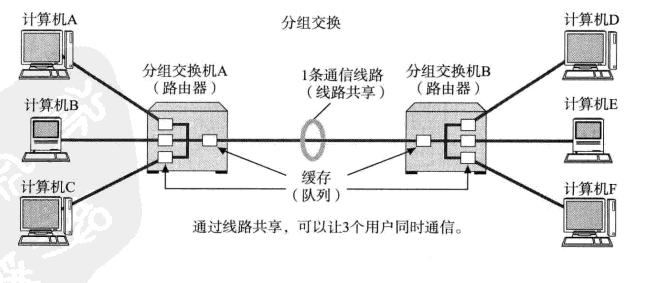 分组交换
计算机A
计算机D
分组交换机A
（路由器）
1条通信线路
（线路共享）
分组交换机B
（路由器）
计算机B
计算机E
缓存
（队列）
计算机C
计算机F
通过线路共享，可以让3个用户同时通信。